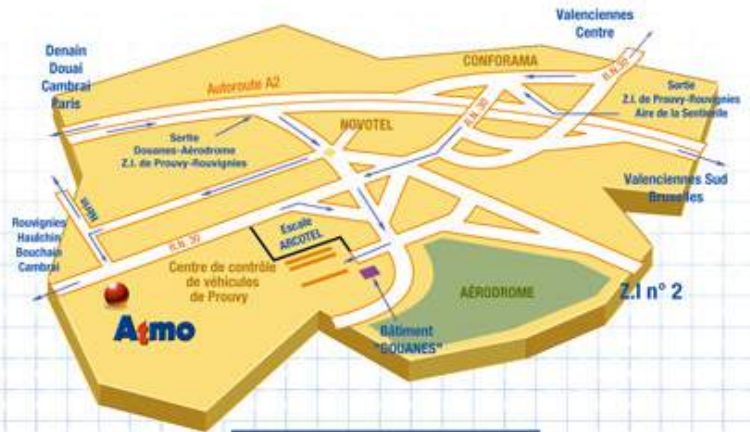 Valenciennes
Centre
Denain
Douai
Cambrai
Paris
CONFORAMA
R.N.30
Autoroute A2
Sortie
Z.I. de Prouvy-Rouvignies
Aire de la Sentinelle
R.N.30
NOVOTEL
Sortie
Douanes-Aérodrome
Z.I. de Prouvy-Rouvignies
Valenciennes Sud
Bruxelles
Hérin
Rouvignies
Haulchin
Bouchain
Cambrai
R.N. 30
Escale
ARCOTEL
Centre de contrôle
de véhicules
de Prouvy
AÉRODROME
Z.I n° 2
Atmo
Bâtiment
"DOUANES"